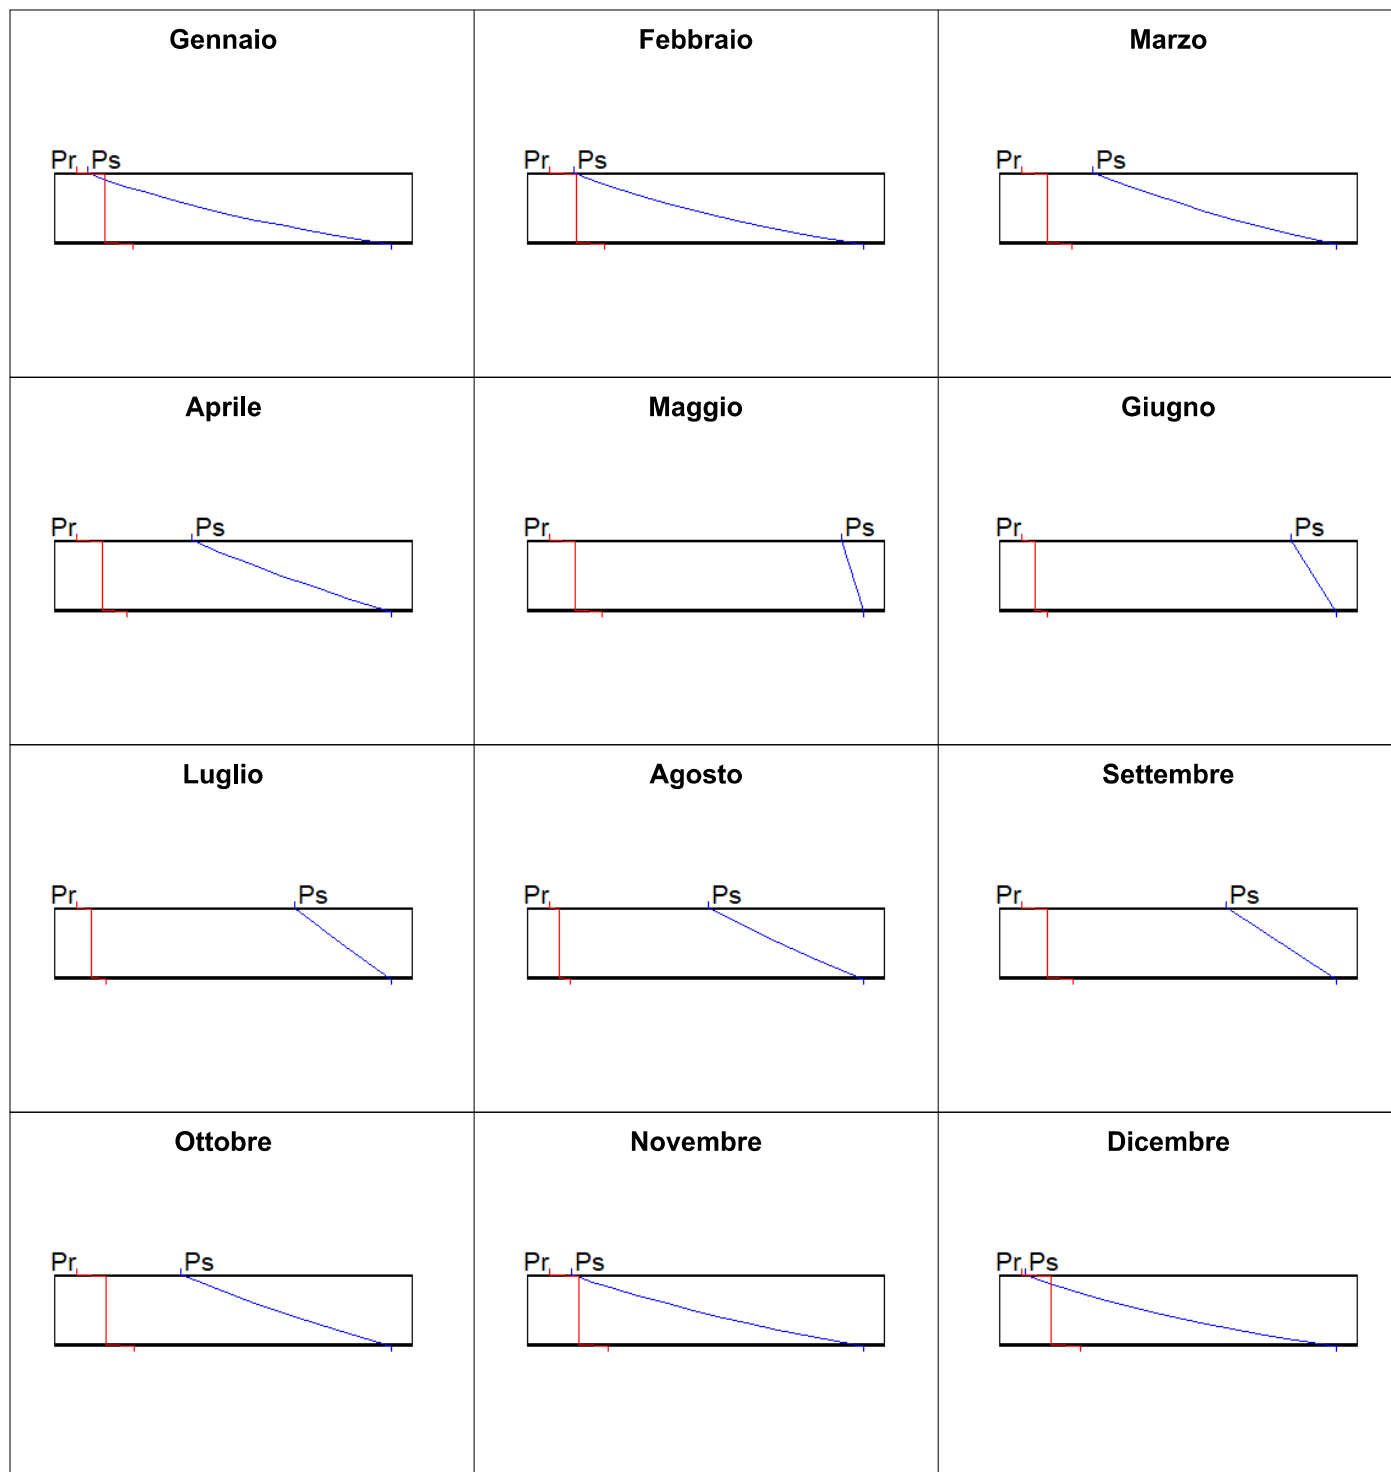 Gennaio
Febbraio
Marzo
Pr Ps
Pr Ps
Pr Ps
Aprile
Maggio
Giugno
Pr Ps
Pr Ps
Pr Ps
Luglio
Agosto
Settembre
Pr Ps
Pr Ps
Pr Ps
Ottobre
Novembre
Dicembre
Pr Ps
Pr Ps
Pr Ps